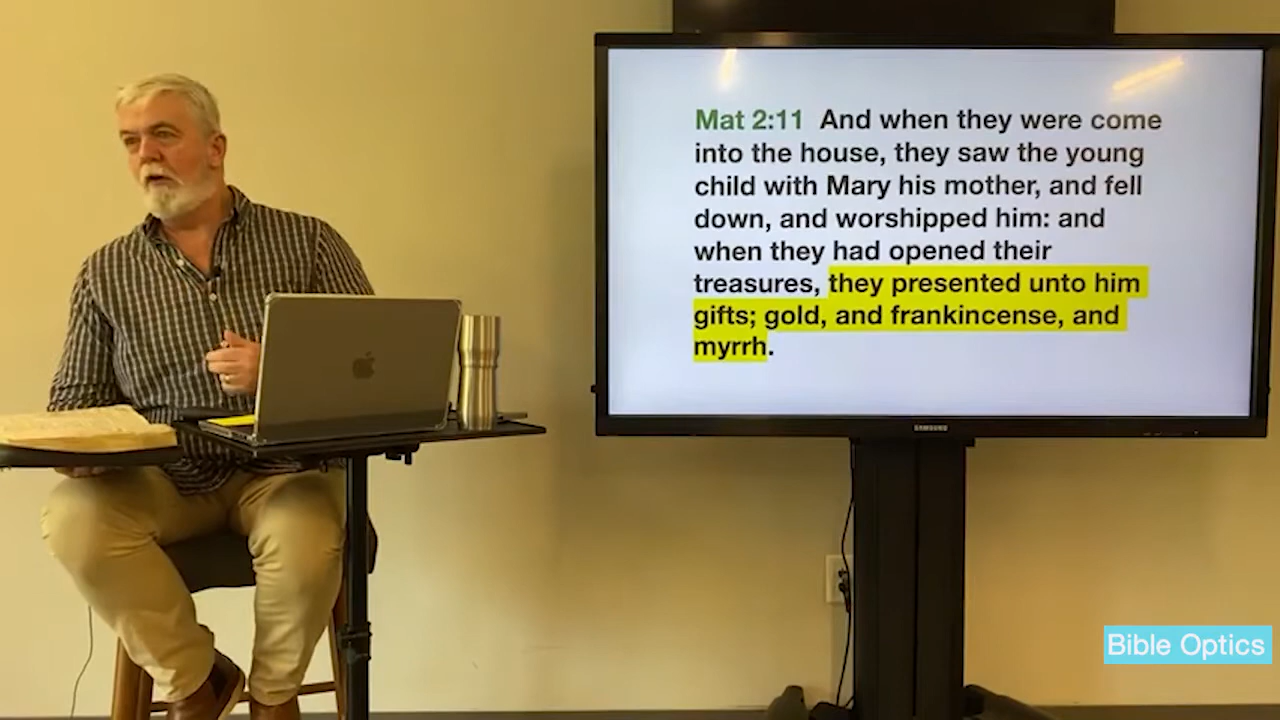 Mat 2:11 And when they were come
into the house, they saw the young
child with Mary his mother, and fell
down, and worshipped him: and
when they had opened their
treasures, they presented unto him
gifts; gold, and frankincense, and
myrrh.
SAMSUNG
Bible Optics